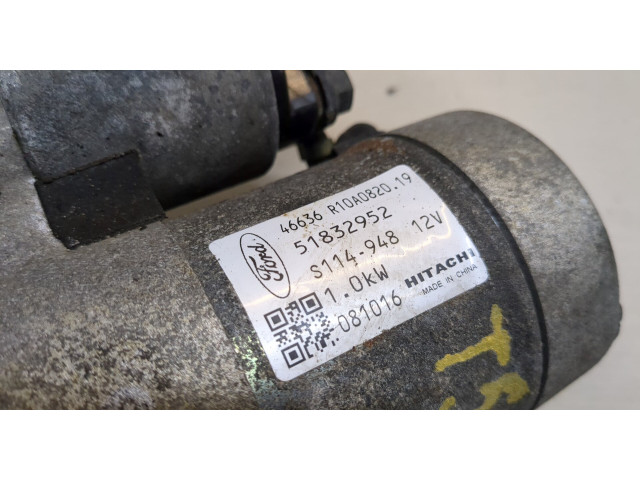 46636 R10A0820.19
Ford
51832952
S114-948 12V
1.0kW HITACHI
081016 MADE IN CHINA